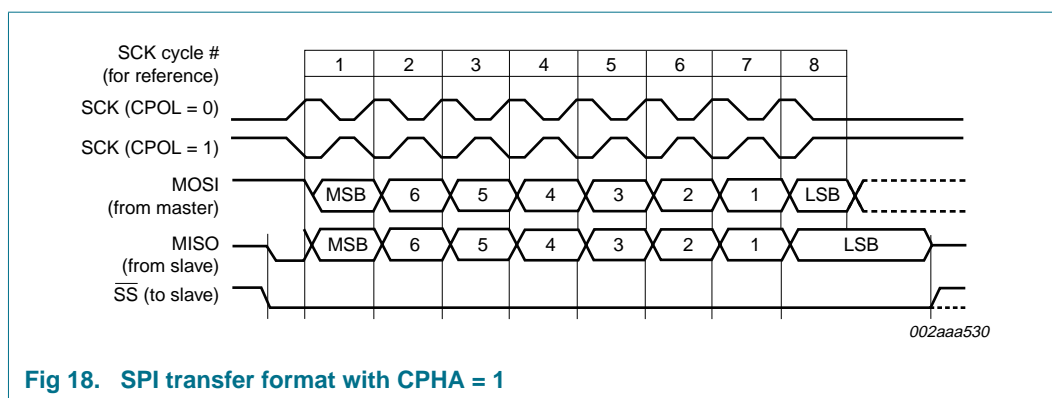 SCK cycle #
(for reference)
1 2 3 4 5 6 7 8
SCK (CPOL = 0)
SCK (CPOL = 1)
MOSI
(from master)
MSB 6 5 4 3 2 1 LSB
MISO
(from slave)
MSB 6 5 4 3 2 1 LSB
SS (to slave)
002aaa530
Fig 18. SPI transfer format with CPHA = 1